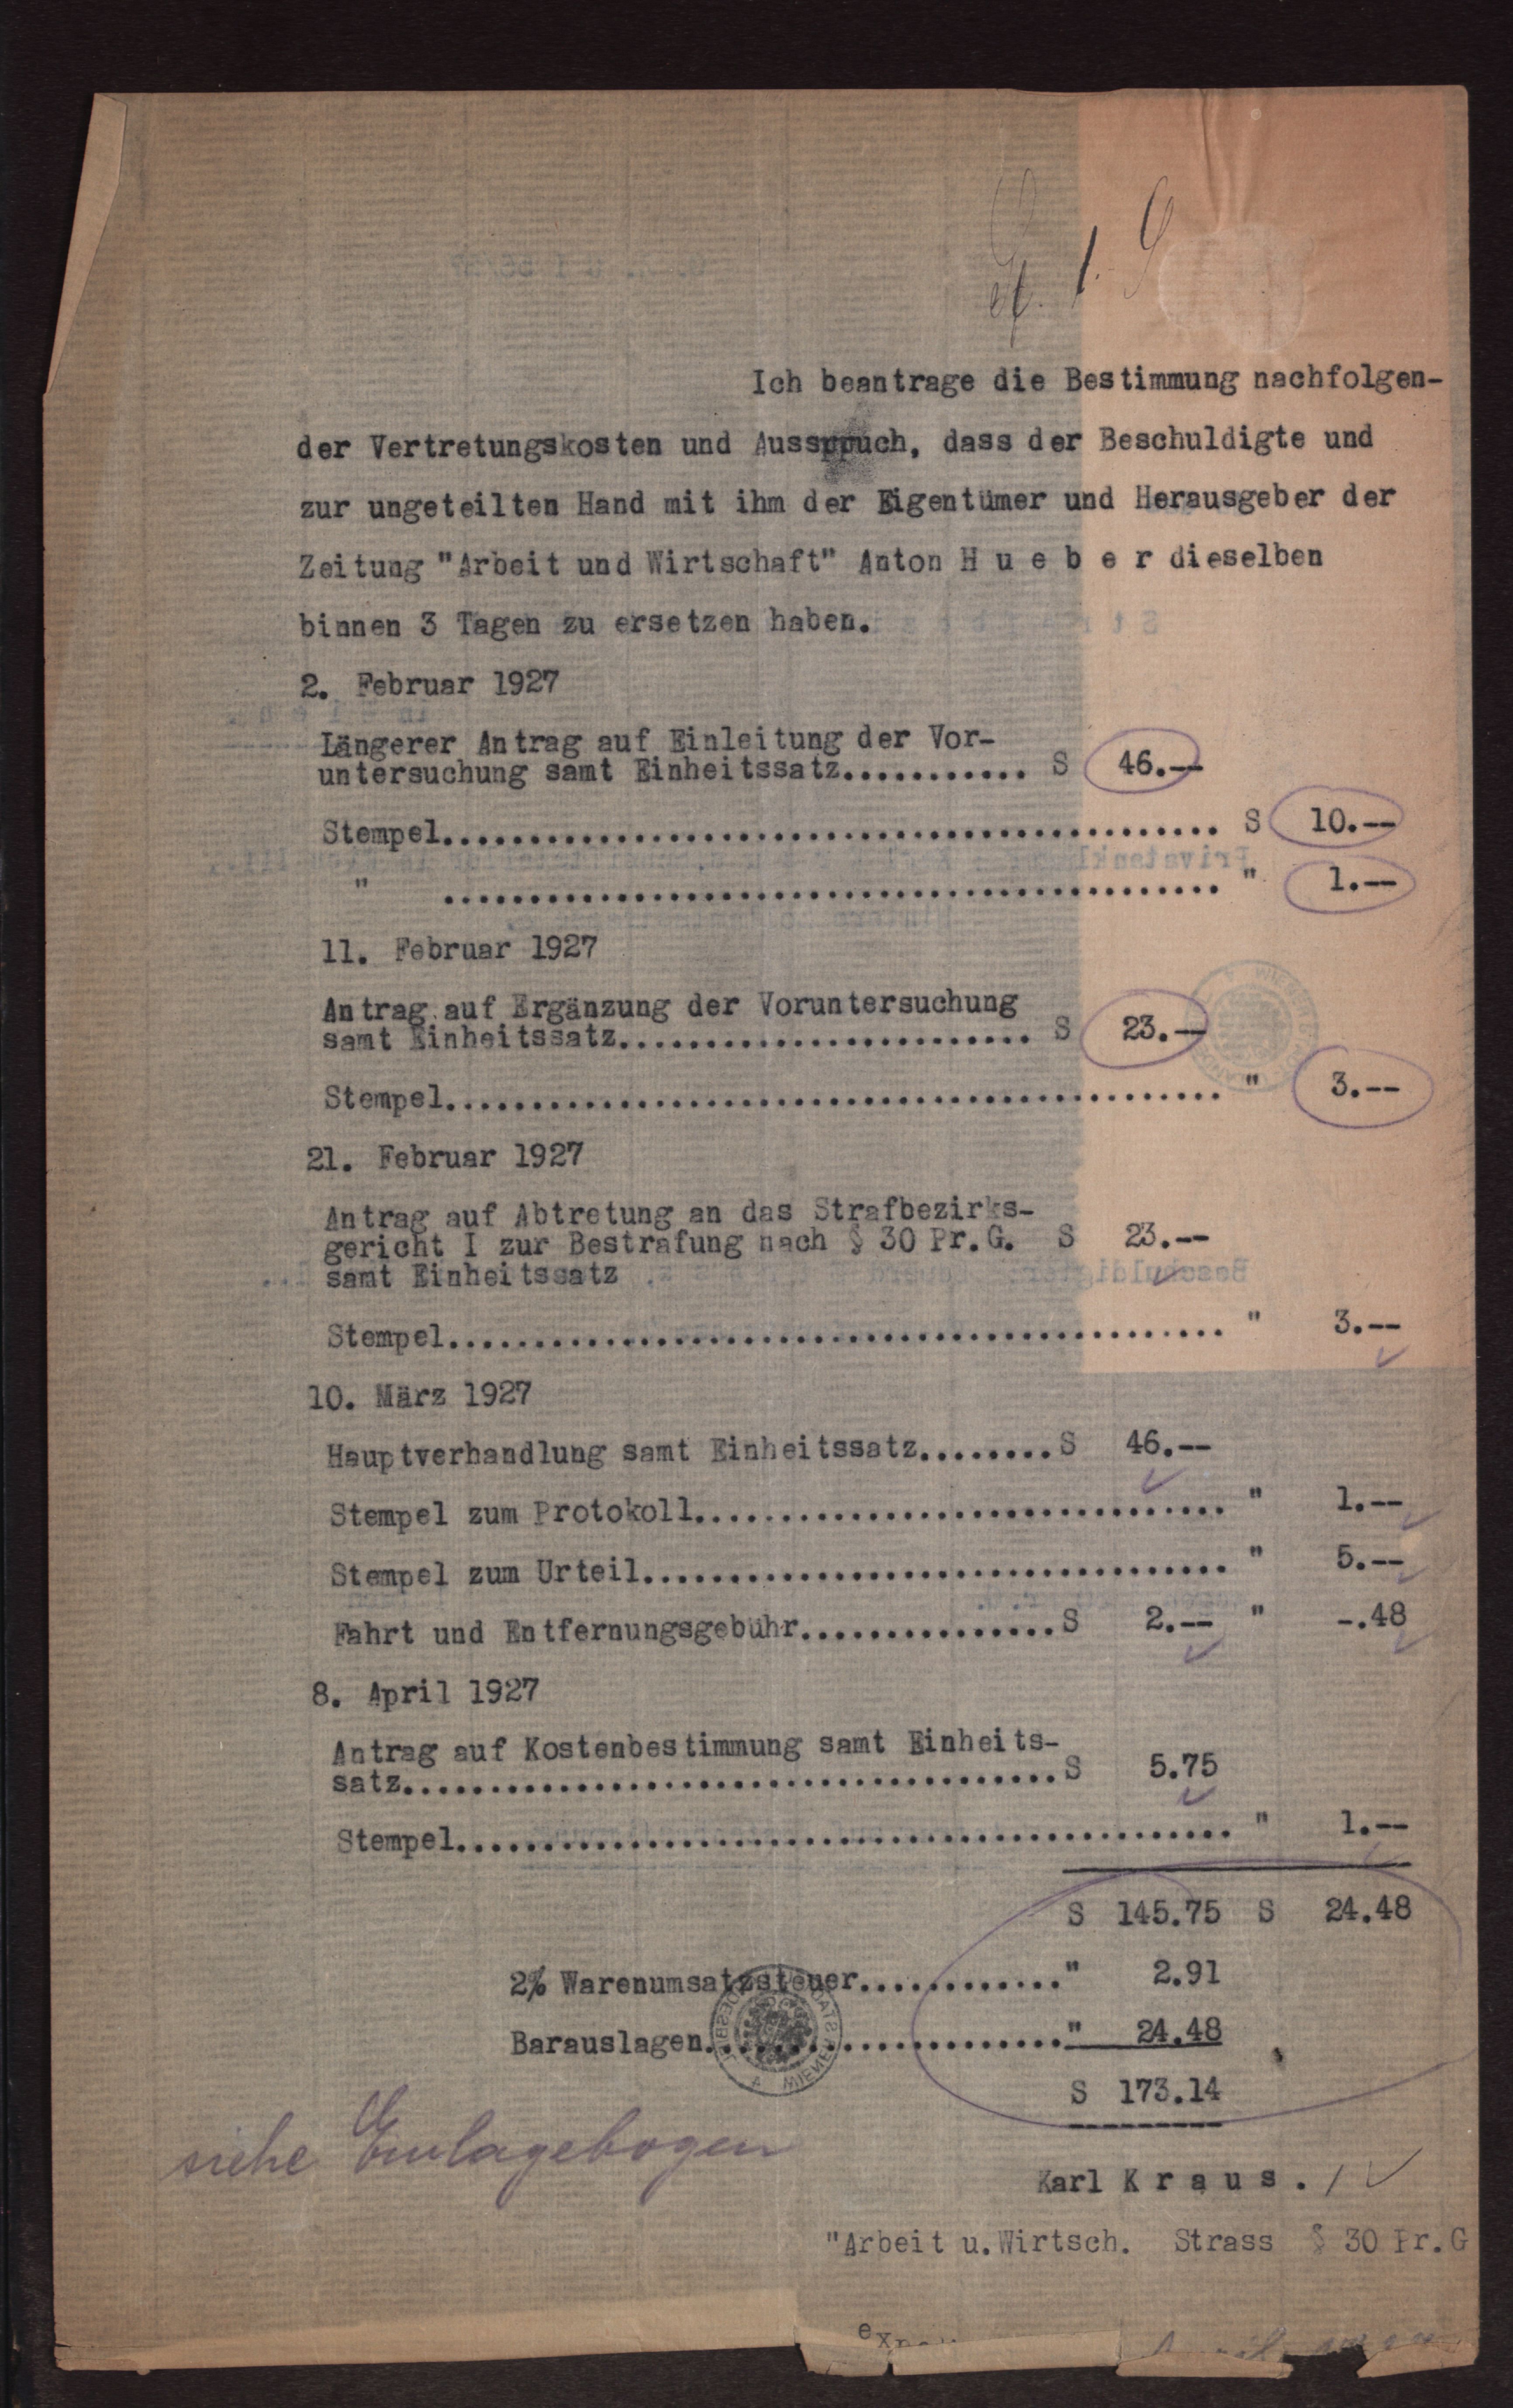 1.
Ich beantrage die Bestimmung nachfolgen-
der Vertretungskosten und Ausspruch, dass der Beschuldigte und
zur ungeteilten Hand mit ihm der Eigentümer und Herausgeber der
Zeitung "Arbeit und Wirtschaft" Anton H u e b e r dieselben
binnen 3 Tagen zu ersetzen haben.
2. Februar 1927
Längerer Antrag auf Einleitung der Vor-
untersuchung samt Einheitssatz........... S 46.--
Stempel.............................................. S 10.--
" .............................................. " 1.--
11. Februar 1927
Antrag auf Ergänzung der Voruntersuchung
samt Einheitssatz........................ S 23.--
Stempel.............................................. " 3.--
21. Februar 1927
Antrag auf Abtretung an das Strafbezirks-
gericht I zur Bestrafung nach § 30 Pr.G. S 23.--
samt Einheitssatz
Stempel.............................................. " 3.--
10. März 1927
Hauptverhandlung samt Einheitssatz........S 46.--
Stempel zum Protokoll................................ " 1.--
Stempel zum Urteil................................... " 5.--
Fahrt und Entfernungsgebühr...............S 2.-- " -.48
8. April 1927
Antrag auf Kostenbestimmung samt Einheits-
satz......................................S 5.75
Stempel.............................................. " 1.--
S 145.75 S 24.48
2% Warenumsatzsteuer............" 2.91
Barauslagen....................." 24.48
S 173.14
siehe Einlagebogen
Karl K r a u s .
"Arbeit u.Wirtsch. Strass § 30 Pr.G